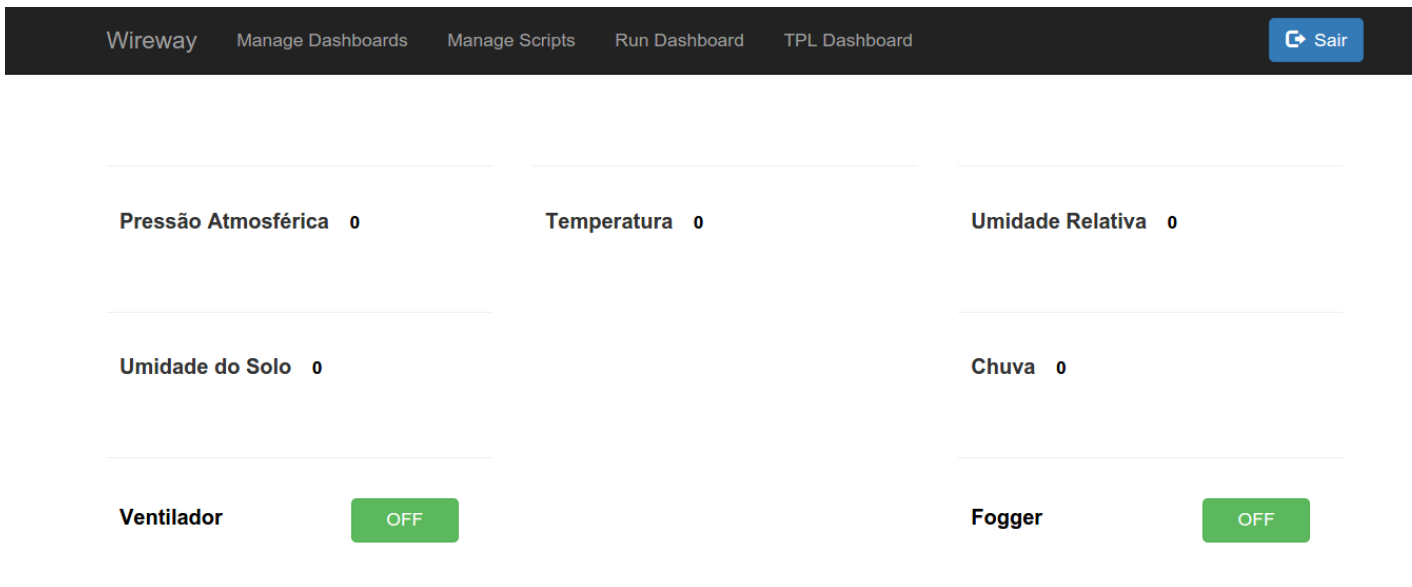 Wireway Manage Dashboards Manage Scripts Run Dashboard TPL Dashboard Sair
Pressão Atmosférica 0 Temperatura 0 Umidade Relativa 0
Umidade do Solo 0 Chuva 0
Ventilador OFF Fogger OFF